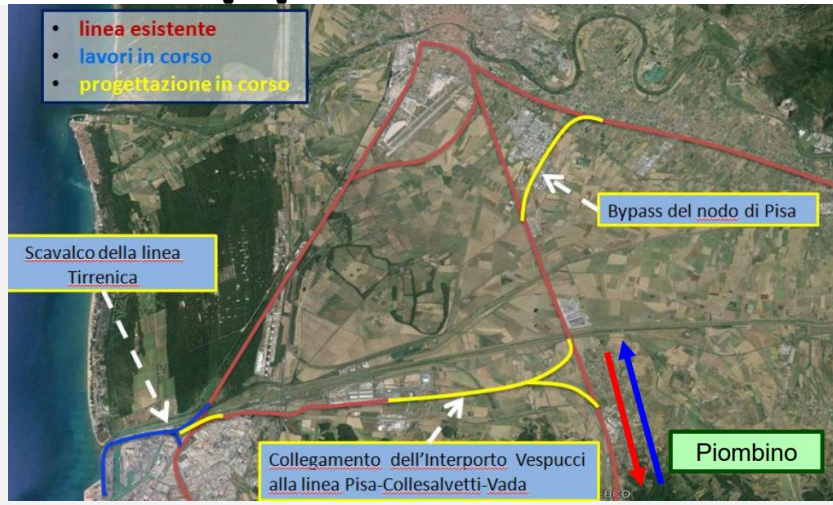 • linea esistente
• lavori in corso
• progettazione in corso
Bypass del nodo di Pisa
Scavalco della linea
Tirrenica
Collegamento dell'Interporto Vespucci
alla linea Pisa-Collesalvetti-Vada
Piombino